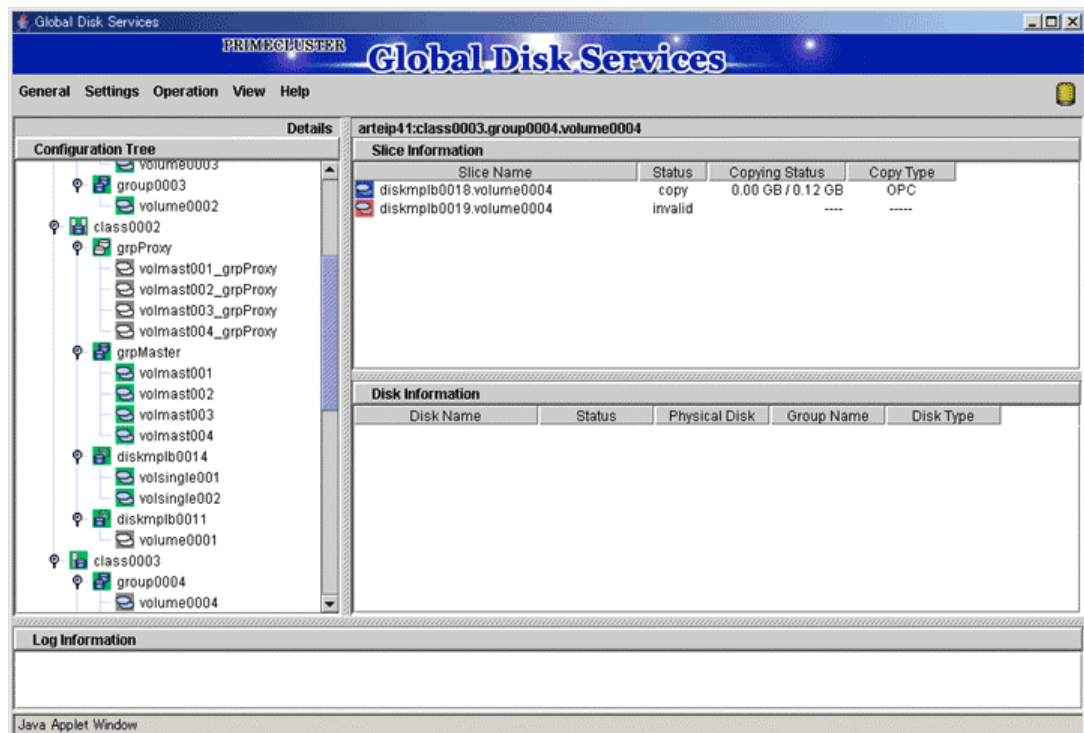 Global Disk Services
PRIMECLUSTER
Global Disk Services
General Settings Operation View Help
Details
arteip41:class0003.group0004.volume0004
Configuration Tree
volume0003
group0003
volume0002
class0002
grpProxy
volmast001_grpProxy
volmast002_grpProxy
volmast003_grpProxy
volmast004_grpProxy
grpMaster
volmast001
volmast002
volmast003
volmast004
diskmplb0014
volsingle001
volsingle002
diskmplb0011
volume0001
class0003
group0004
volume0004
Slice Information
Slice Name Status Copying Status Copy Type
diskmplb0018.volume0004 copy 0.00 GB / 0.12 GB OPC
diskmplb0019.volume0004 invalid ---- -----
Disk Information
Disk Name Status Physical Disk Group Name Disk Type
Log Information
Java Applet Window